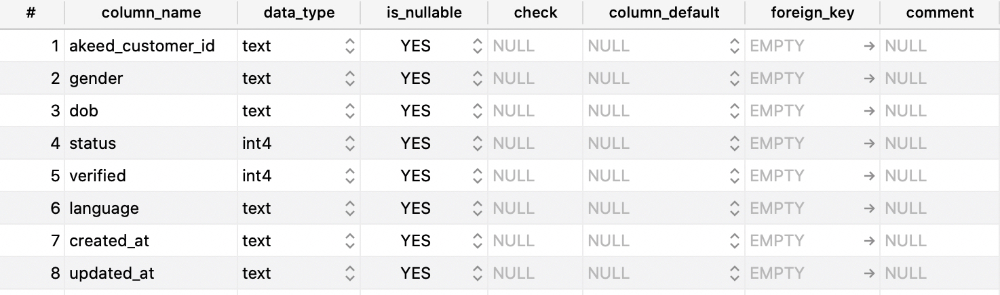 # column_name data_type is_nullable check column_default foreign_key comment
1 akeed_customer_id text YES NULL NULL EMPTY NULL
2 gender text YES NULL NULL EMPTY NULL
3 dob text YES NULL NULL EMPTY NULL
4 status int4 YES NULL NULL EMPTY NULL
5 verified int4 YES NULL NULL EMPTY NULL
6 language text YES NULL NULL EMPTY NULL
7 created_at text YES NULL NULL EMPTY NULL
8 updated_at text YES NULL NULL EMPTY NULL